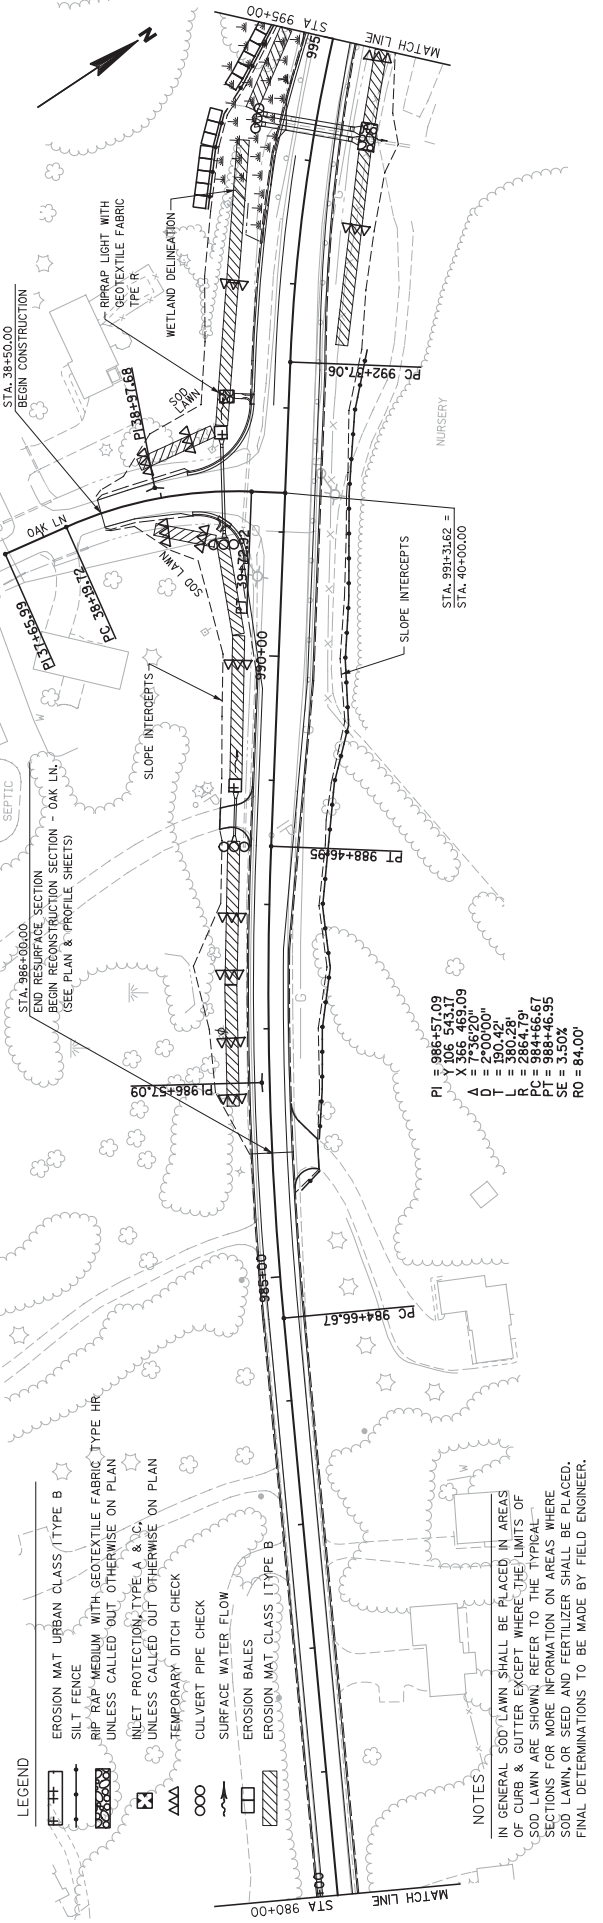 LEGEND
EROSION MAT URBAN CLASS I TYPE B
SILT FENCE
RIP RAP MEDIUM WITH GEOTEXTILE FABRIC TYPE HR
UNLESS CALLED OUT OTHERWISE ON PLAN
INLET PROTECTION, TYPE A & C,
UNLESS CALLED OUT OTHERWISE ON PLAN
TEMPORARY DITCH CHECK
CULVERT PIPE CHECK
SURFACE WATER FLOW
EROSION BALES
EROSION MAT CLASS I TYPE B
NOTES
IN GENERAL SOD LAWN SHALL BE PLACED IN AREAS
OF CURB & GUTTER EXCEPT WHERE THE LIMITS OF
SOD LAWN ARE SHOWN. REFER TO THE TYPICAL
SECTIONS FOR MORE INFORMATION ON AREAS WHERE
SOD LAWN, OR SEED AND FERTILIZER SHALL BE PLACED.
FINAL DETERMINATIONS TO BE MADE BY FIELD ENGINEER.
MATCH LINE
STA 980+00
+00
W
PC 984+66.67
985+00
PI 986+57.09
STA. 986+00.00
END RESURFACE SECTION
BEGIN RECONSTRUCTION SECTION - OAK LN.
(SEE PLAN & PROFILE SHEETS)
SEPTIC
W
G
PI = 986+57.09
Y 106 543.17
X 366 469.09
Δ = 7°36'20"
D = 2°00'00"
T = 190.42'
L = 380.28'
R = 2864.79'
PC = 984+66.67
PT = 988+46.95
SE = 3.50%
RO = 84.00'
PT 988+46.95
SLOPE INTERCEPTS
990+00
SLOPE INTERCEPTS
PI 37+65.99
PC 38+19.72
OAK LN
SOD LAWN
PT 39+72.92
STA. 991+31.62 =
STA. 40+00.00
PI 38+97.68
SOD
LAWN
STA. 38+50.00
BEGIN CONSTRUCTION
RIPRAP LIGHT WITH
GEOTEXTILE FABRIC
TPE R
WETLAND DELINEATION
PC 992+37.06
NURSERY
995
STA 995+00
MATCH LINE
N